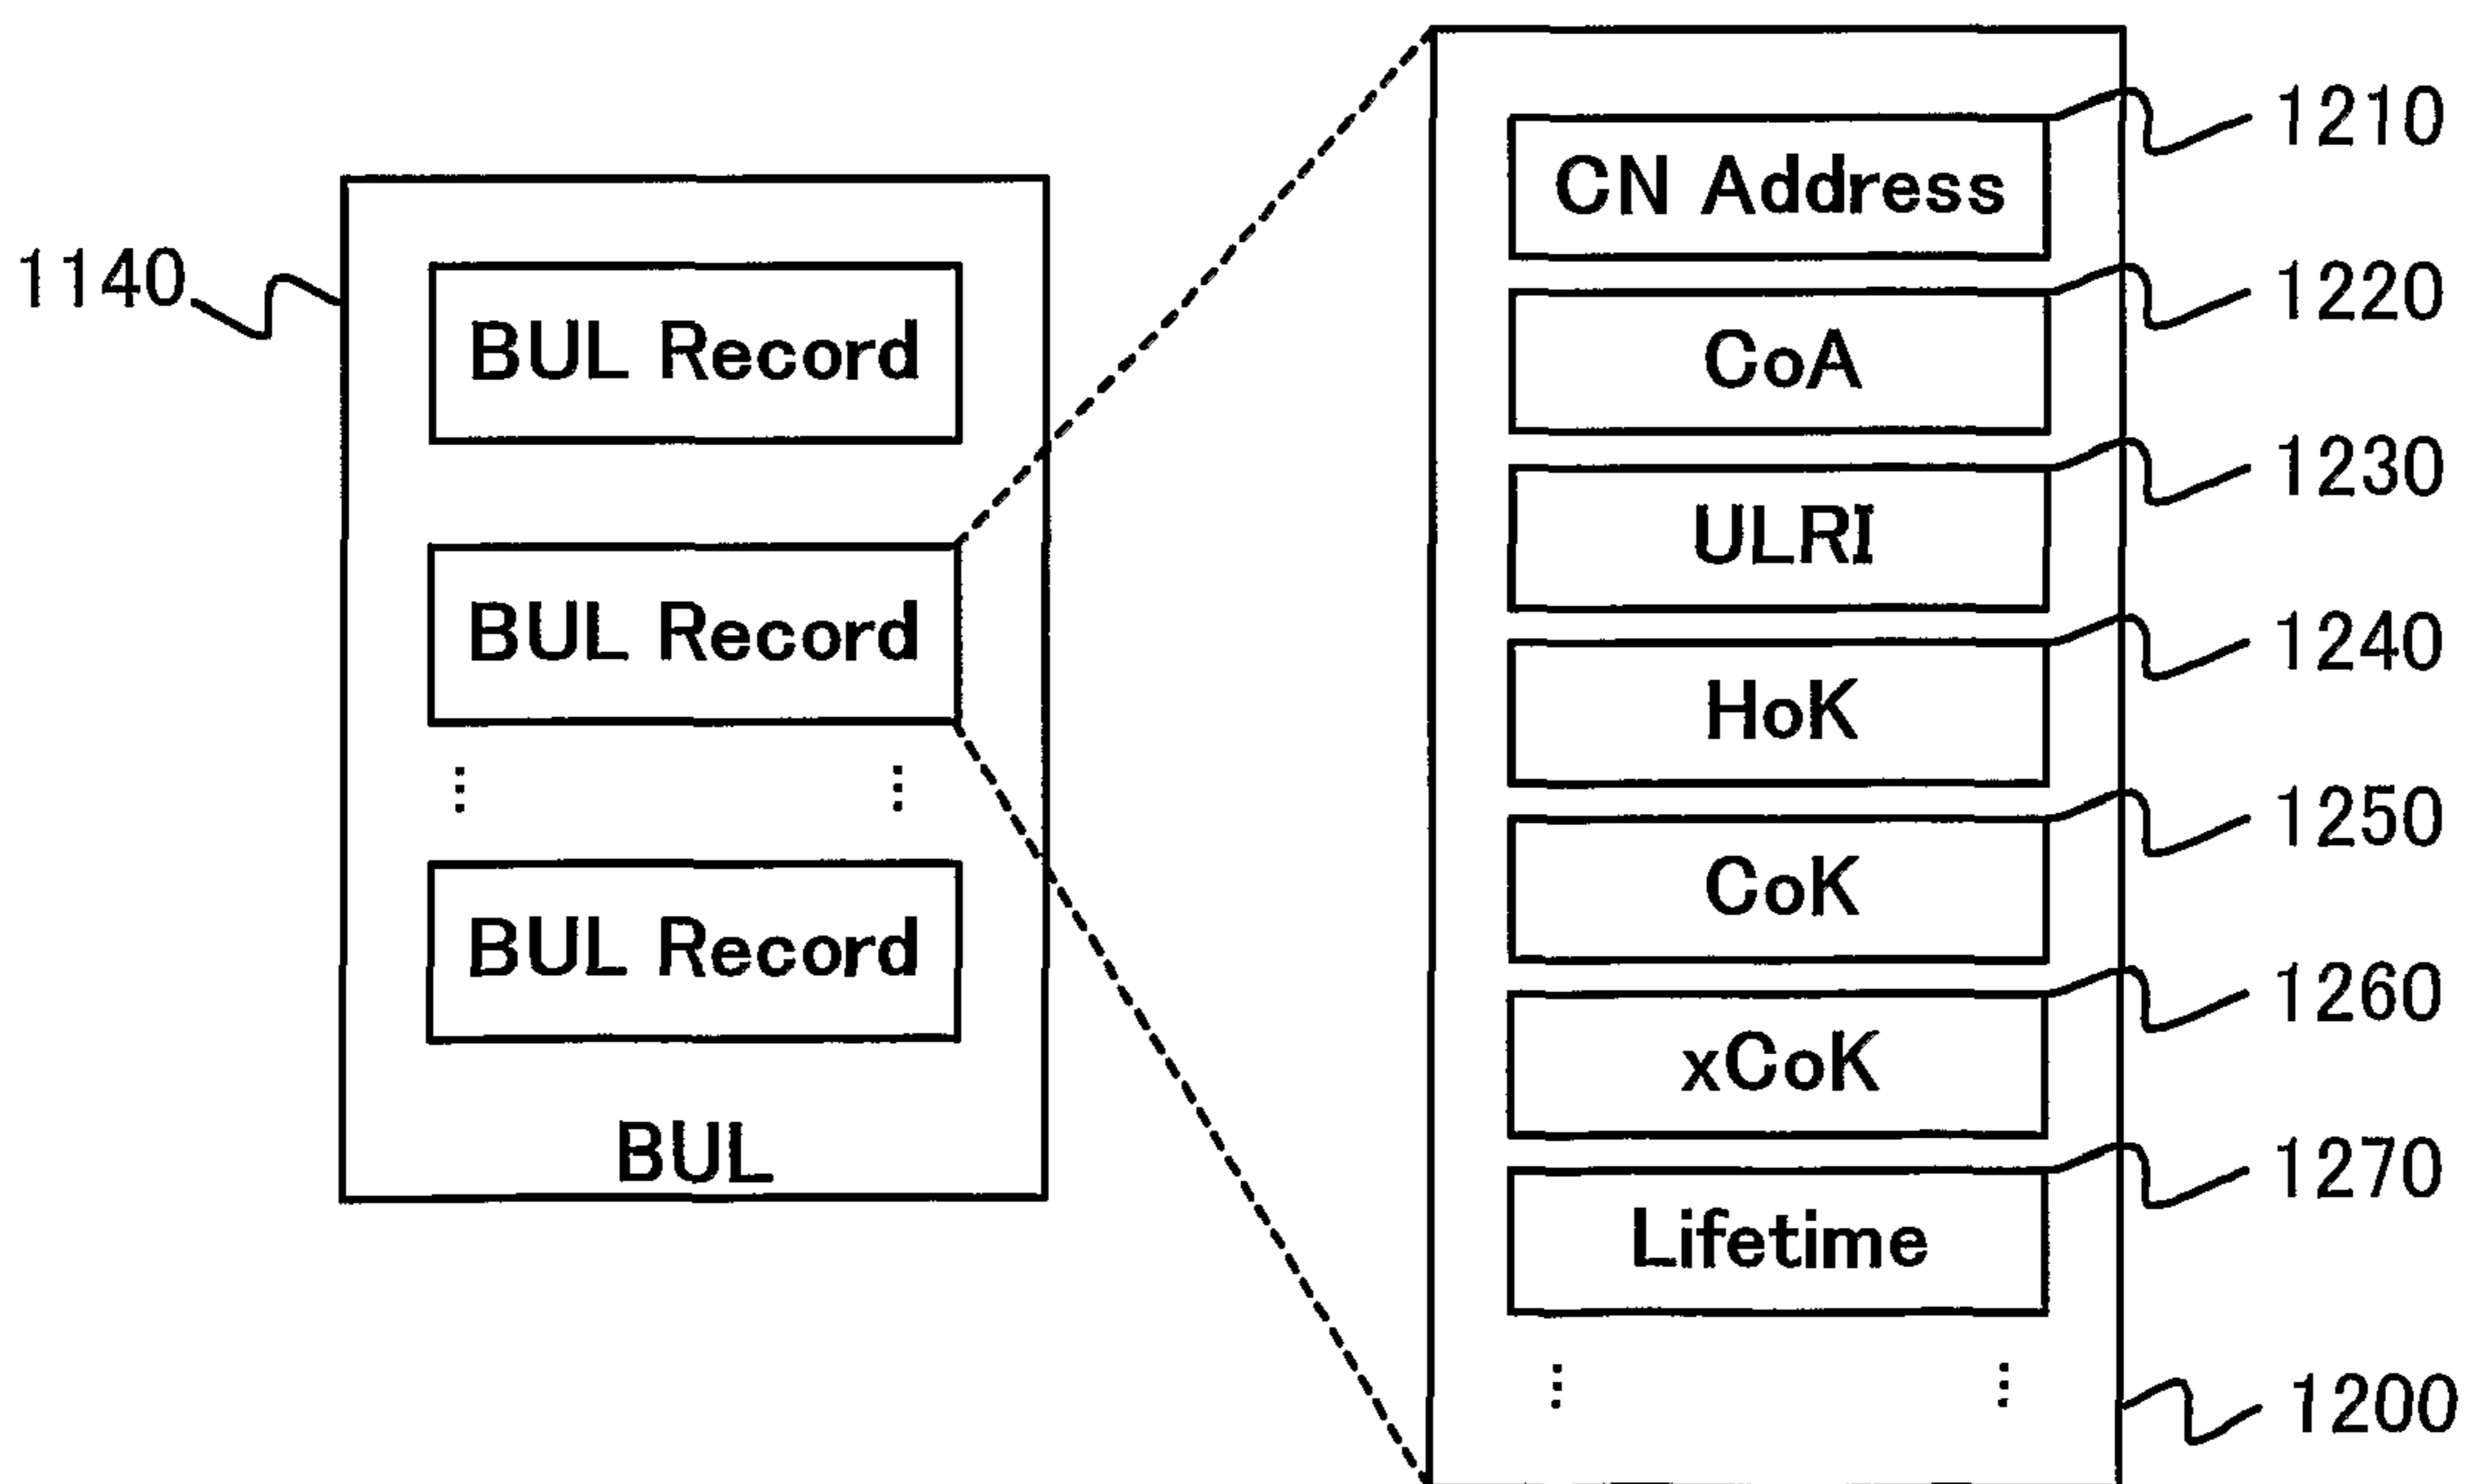 1140
BUL Record
BUL Record
⋮ ⋮
BUL Record
BUL
CN Address
1210
CoA
1220
ULRI
1230
HoK
1240
CoK
1250
xCoK
1260
Lifetime
1270
⋮ ⋮
1200